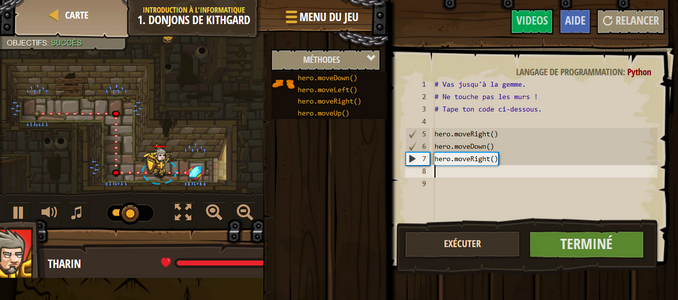 CARTE
INTRODUCTION À L'INFORMATIQUE
1. DONJONS DE KITHGARD
MENU DU JEU
VIDEOS
AIDE
RELANCER
OBJECTIFS: SUCCÈS
MÉTHODES
hero.moveDown()
hero.moveLeft()
hero.moveRight()
hero.moveUp()
LANGAGE DE PROGRAMMATION: Python
1 # Vas jusqu'à la gemme.
2 # Ne touche pas les murs !
3 # Tape ton code ci-dessous.
4
5 hero.moveRight()
6 hero.moveDown()
7 hero.moveRight()
8
9
EXÉCUTER
TERMINÉ
THARIN